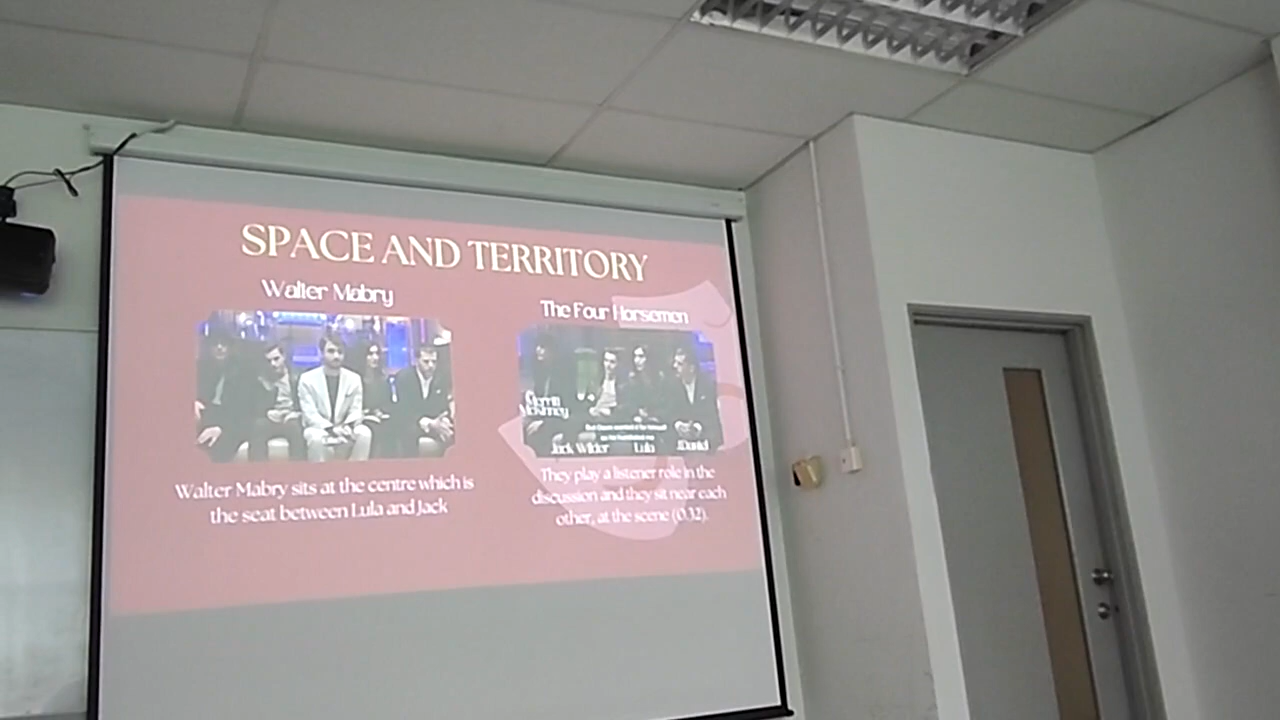 SPACE AND TERRITORY
Walter Mabry
Walter Mabry sits at the centre which is
the seat between Lula and Jack
The Four Horsemen
Merritt
Mckinney
Jack Wilder
Lula
JDaniel
They play a listener role in the
discussion and they sit near each
other, at the scene (0.32).